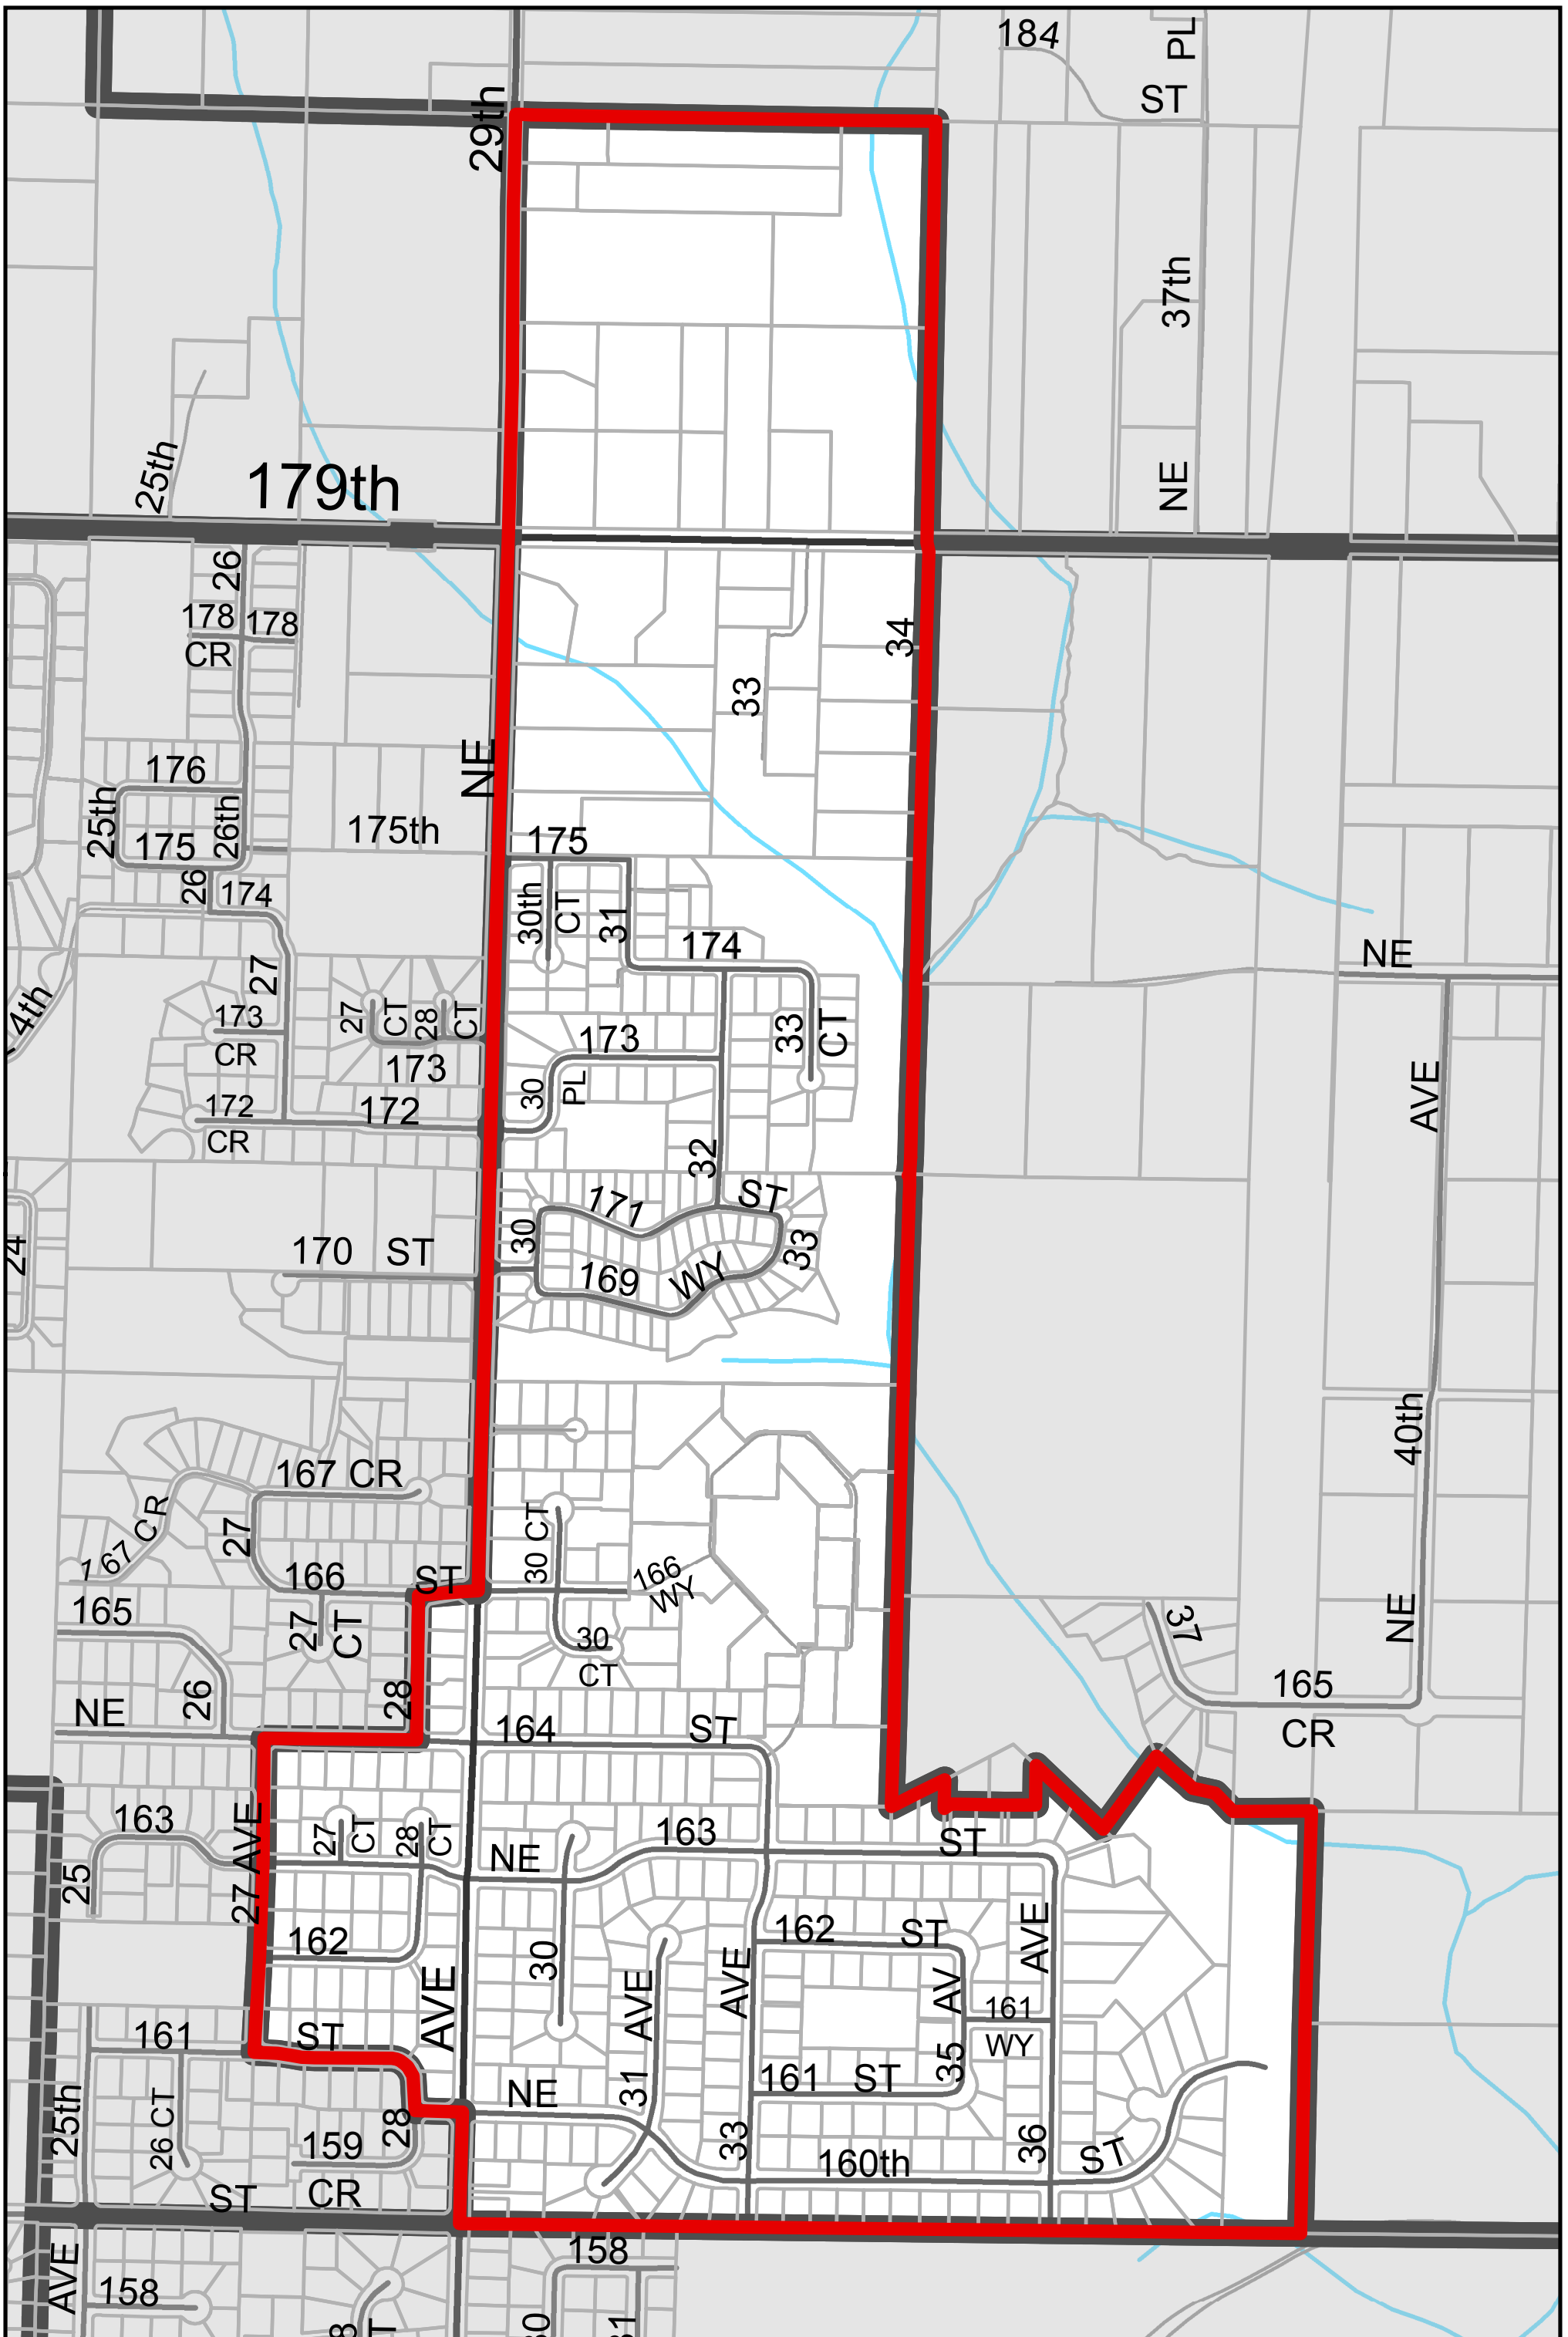 184
PL
ST
29th
37th
25th
179th
NE
26
178
178
CR
34
33
NE
176
25th
175
26th
175th
175
26
174
30th
CT
31
174
NE
27
4th
27
CT
28
CT
173
CR
173
173
33
CT
30
PL
AVE
172
CR
172
32
171
ST
30
33
24
170 ST
169
WY
40th
167 CR
167 CR
27
30 CT
166
WY
166
ST
165
27
CT
30
CT
37
NE
165
CR
NE
26
28
164
ST
163
27 AVE
27
CT
28
CT
NE
163
ST
25
162
30
AVE
AVE
AVE
162
ST
AV
AVE
161
WY
161
ST
31
161
ST
35
NE
25th
26 CT
28
159
CR
33
160th
36
ST
ST
AVE
158
158